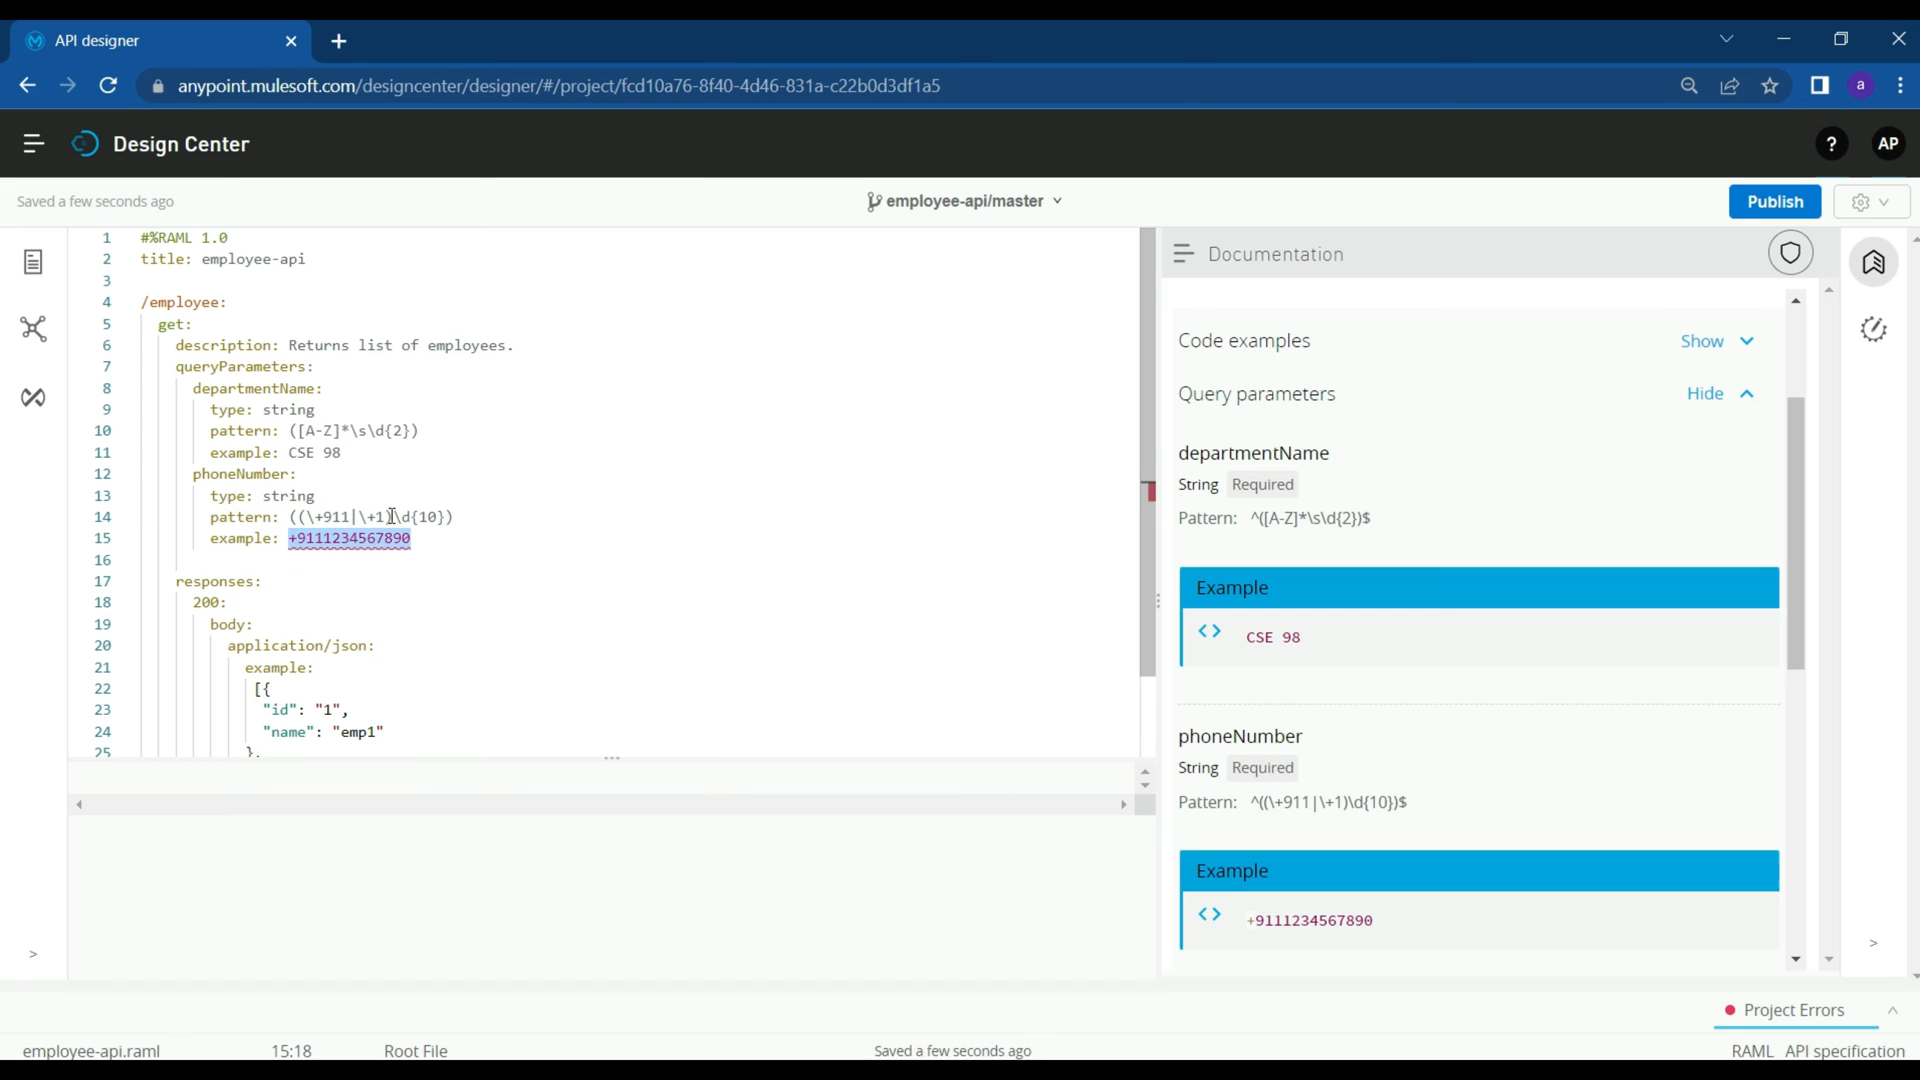 API designer
anypoint.mulesoft.com/designcenter/designer/#/project/fcd10a76-8f40-4d46-831a-c22b0d3df1a5
a
Design Center
?
AP
Saved a few seconds ago
employee-api/master
Publish
1 #%RAML 1.0
2 title: employee-api
3
4 /employee:
5 get:
6 description: Returns list of employees.
7 queryParameters:
8 departmentName:
9 type: string
10 pattern: ([A-Z]*\s\d{2})
11 example: CSE 98
12 phoneNumber:
13 type: string
14 pattern: ((\+911|\+1)\d{10})
15 example: +9111234567890
16
17 responses:
18 200:
19 body:
20 application/json:
21 example:
22 [{
23 "id": "1",
24 "name": "emp1"
25 },
Documentation
Code examples
Show
Query parameters
Hide
departmentName
String Required
Pattern: ^([A-Z]*\s\d{2})$
Example
CSE 98
phoneNumber
String Required
Pattern: ^((\+911|\+1)\d{10})$
Example
+9111234567890
Project Errors
employee-api.raml
15:18
Root File
Saved a few seconds ago
RAML API specification